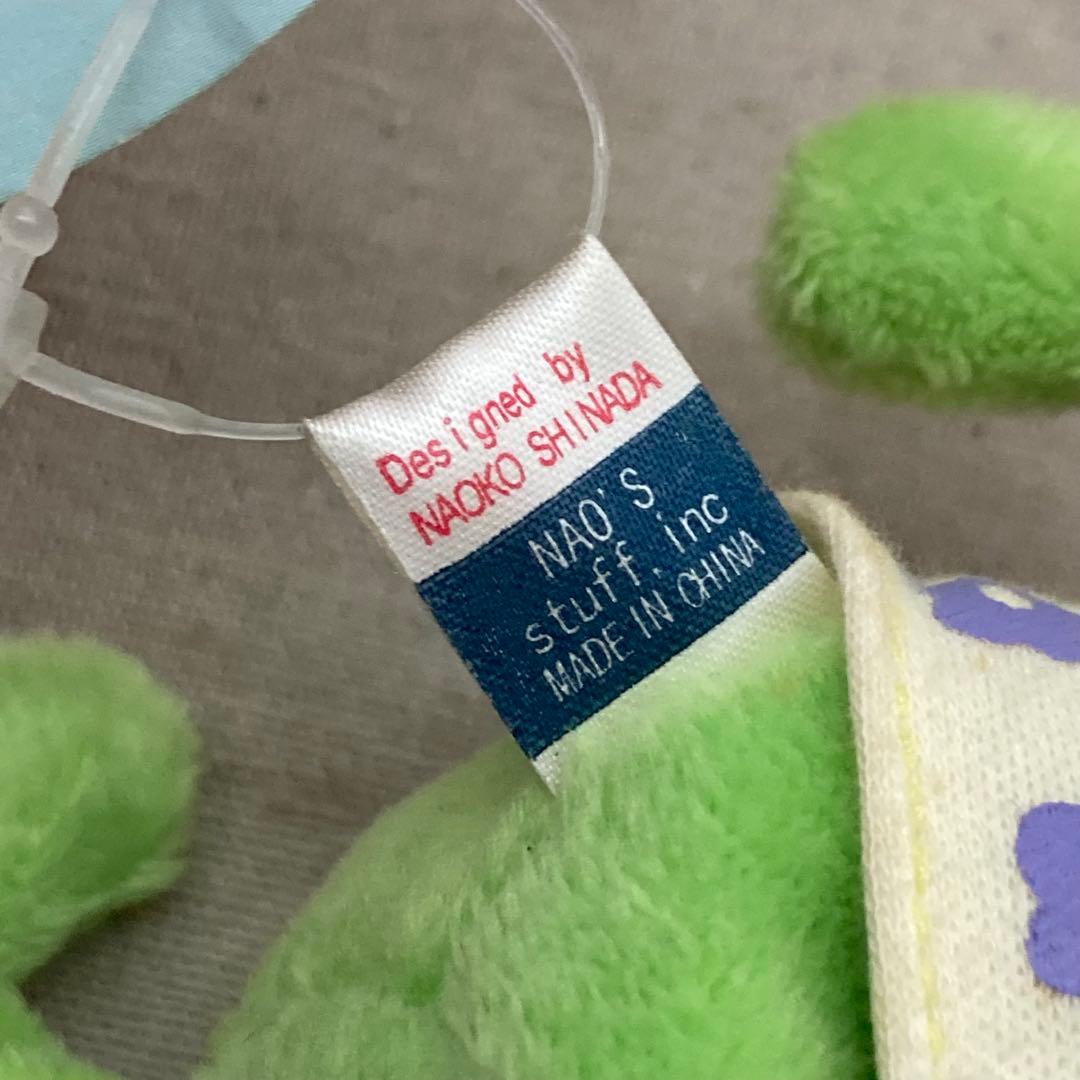 Designed by
NAOKO SHINADA
NAO'S
stuff. inc
MADE IN CHINA